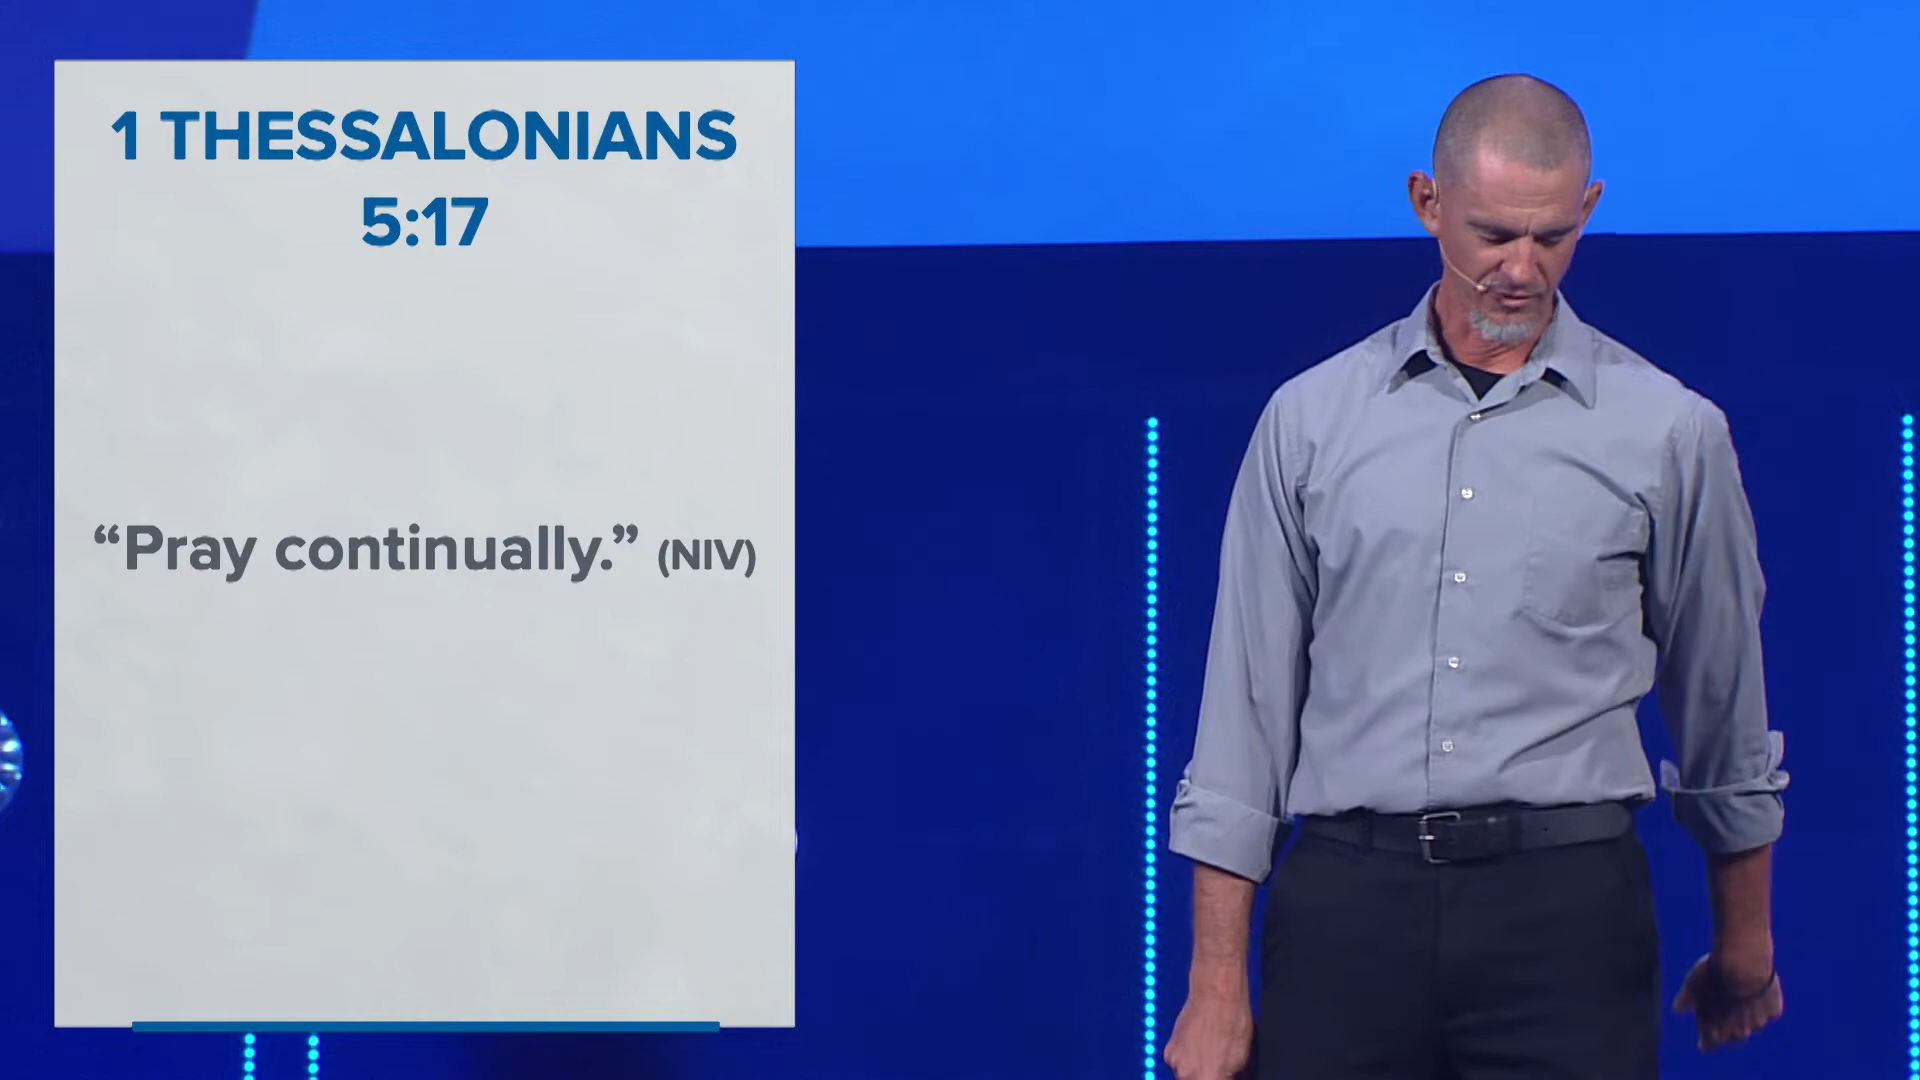 1 THESSALONIANS
5:17
“Pray continually.” (NIV)